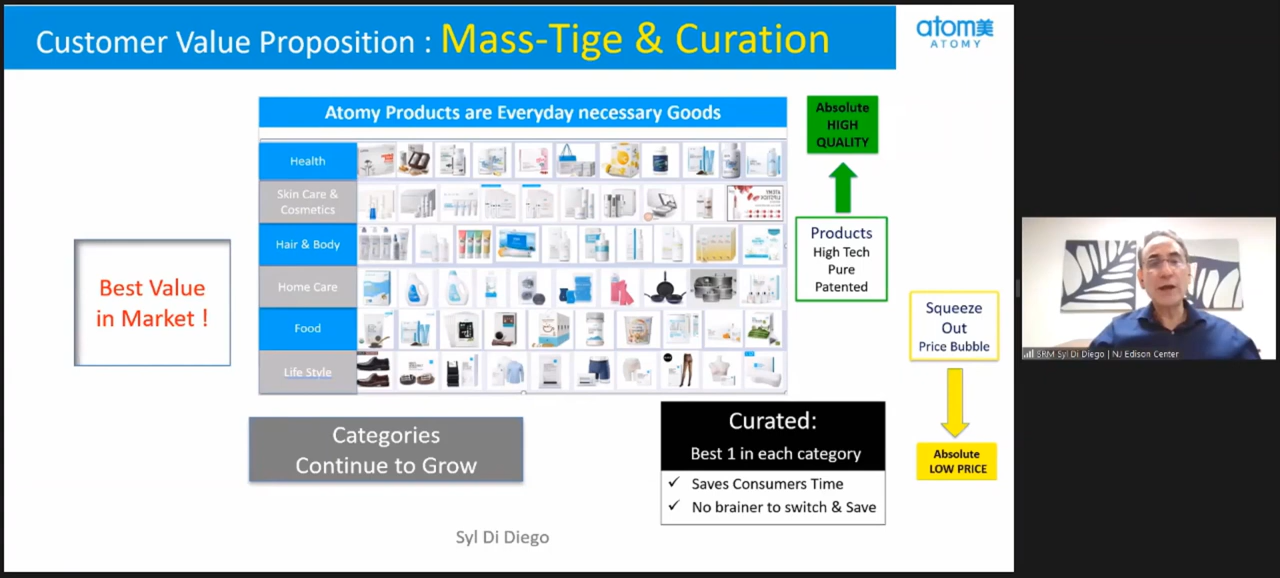 Customer Value Proposition : Mass-Tige & Curation
atom美
ATOMY
Atomy Products are Everyday necessary Goods
Health
Skin Care &
Cosmetics
Hair & Body
Home Care
Food
Life Style
Best Value
in Market !
Absolute
HIGH
QUALITY
Products
High Tech
Pure
Patented
Squeeze
Out
Price Bubble
Absolute
LOW PRICE
Categories
Continue to Grow
Curated:
Best 1 in each category
✓ Saves Consumers Time
✓ No brainer to switch & Save
Syl Di Diego
SRM Syl Di Diego | NJ Edison Center